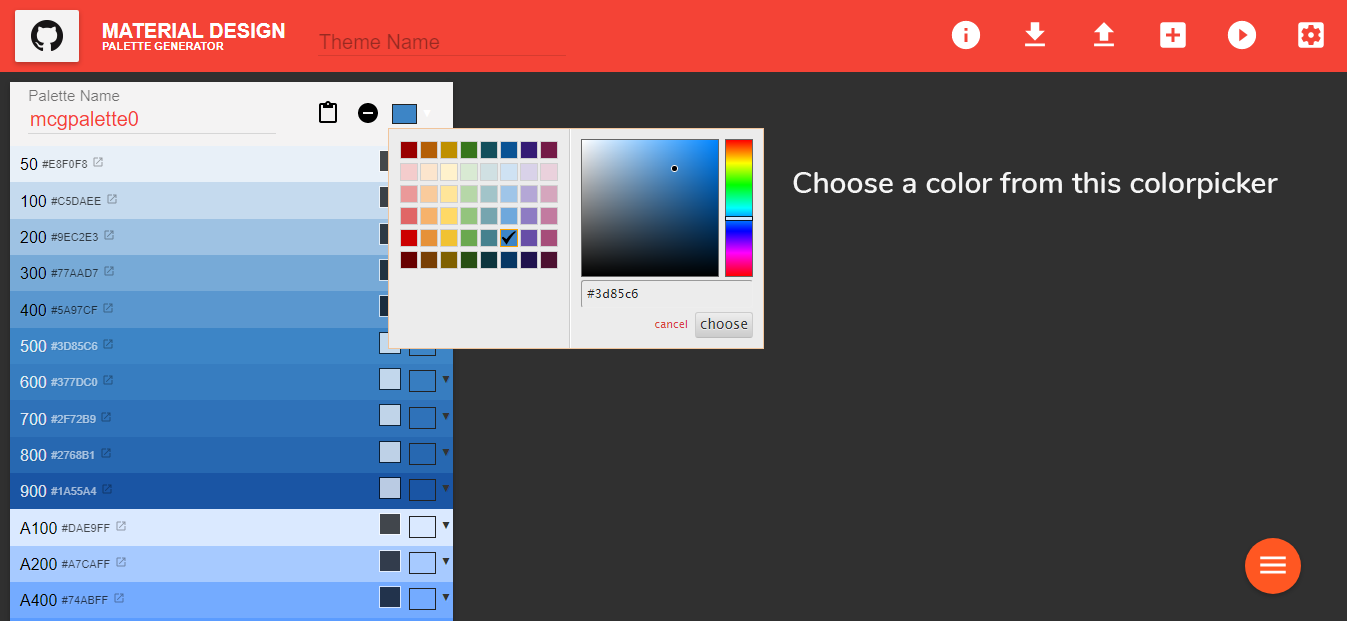 MATERIAL DESIGN
PALETTE GENERATOR
Theme Name
Palette Name
mcgpalette0
50 #E8F0F8
100 #C5DAEE
200 #9EC2E3
300 #77AAD7
400 #5A97CF
500 #3D85C6
600 #377DC0
700 #2F72B9
800 #2768B1
900 #1A55A4
A100 #DAE9FF
A200 #A7CAFF
A400 #74ABFF
#3d85c6
cancel choose
Choose a color from this colorpicker